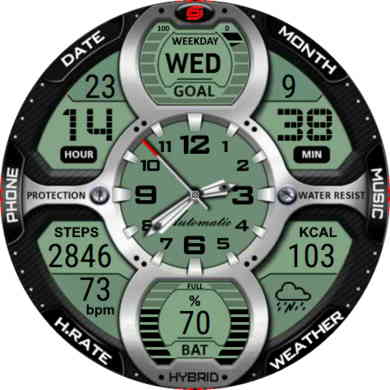 100 0
WEEKDAY
DATE WED MONTH
23 GOAL 9
14 38
HOUR MIN
12
11 1
10 2
PHONE PROTECTION 9 3 WATER RESIST MUSIC
8 4
Automatic
7 6 5
STEPS KCAL
2846 103
FULL
73 %
bpm 70
BAT
H.RATE HYBRID WEATHER